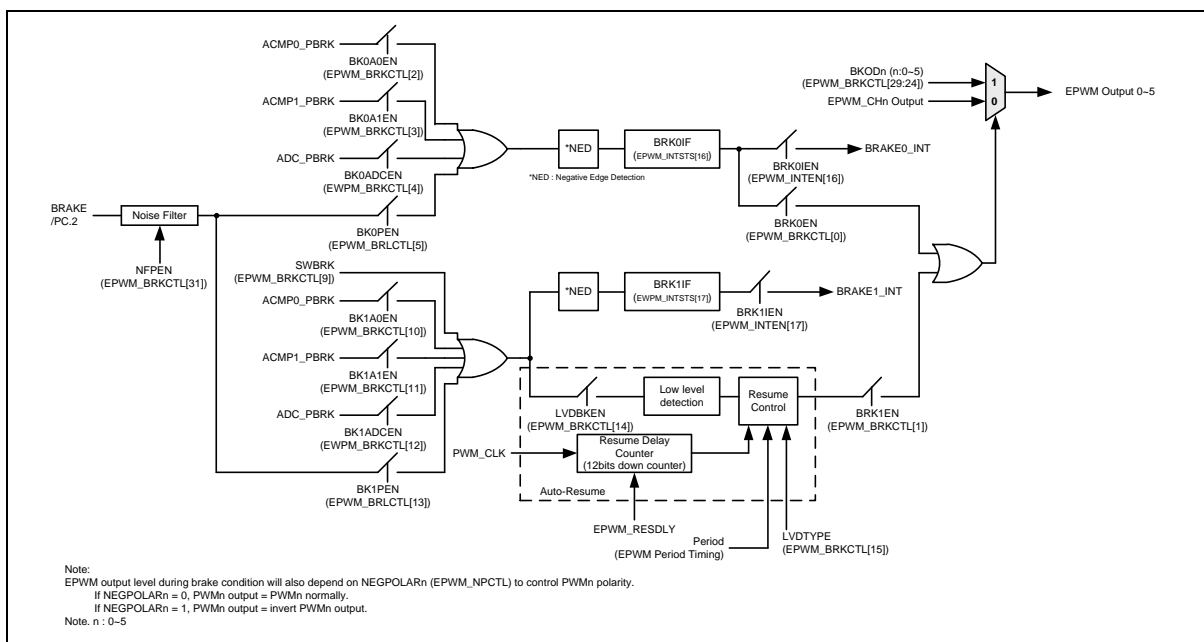 ACMP0_PBRK
BK0A0EN
(EPWM_BRKCTL[2])
ACMP1_PBRK
BK0A1EN
(EPWM_BRKCTL[3])
ADC_PBRK
BK0ADCEN
(EWPM_BRKCTL[4])
BRAKE
/PC.2
Noise Filter
NFPEN
(EPWM_BRKCTL[31])
BK0PEN
(EPWM_BRLCTL[5])
*NED
*NED : Negative Edge Detection
BRK0IF
(EPWM_INTSTS[16])
BRK0IEN
(EPWM_INTEN[16])
BRAKE0_INT
BRK0EN
(EPWM_BRKCTL[0])
BKODn (n:0~5)
(EPWM_BRKCTL[29:24])
EPWM_CHn Output
1
0
EPWM Output 0~5
SWBRK
(EPWM_BRKCTL[9])
ACMP0_PBRK
BK1A0EN
(EPWM_BRKCTL[10])
ACMP1_PBRK
BK1A1EN
(EPWM_BRKCTL[11])
ADC_PBRK
BK1ADCEN
(EWPM_BRKCTL[12])
BK1PEN
(EPWM_BRLCTL[13])
*NED
BRK1IF
(EWPM_INTSTS[17])
BRK1IEN
(EPWM_INTEN[17])
BRAKE1_INT
LVDBKEN
(EPWM_BRKCTL[14])
Low level
detection
Resume
Control
BRK1EN
(EPWM_BRKCTL[1])
PWM_CLK
Resume Delay
Counter
(12bits down counter)
Auto-Resume
EPWM_RESDLY
Period
(EPWM Period Timing)
LVDTYPE
(EPWM_BRKCTL[15])
Note:
EPWM output level during brake condition will also depend on NEGPOLARn (EPWM_NPCTL) to control PWMn polarity.
If NEGPOLARn = 0, PWMn output = PWMn normally.
If NEGPOLARn = 1, PWMn output = invert PWMn output.
Note. n : 0~5